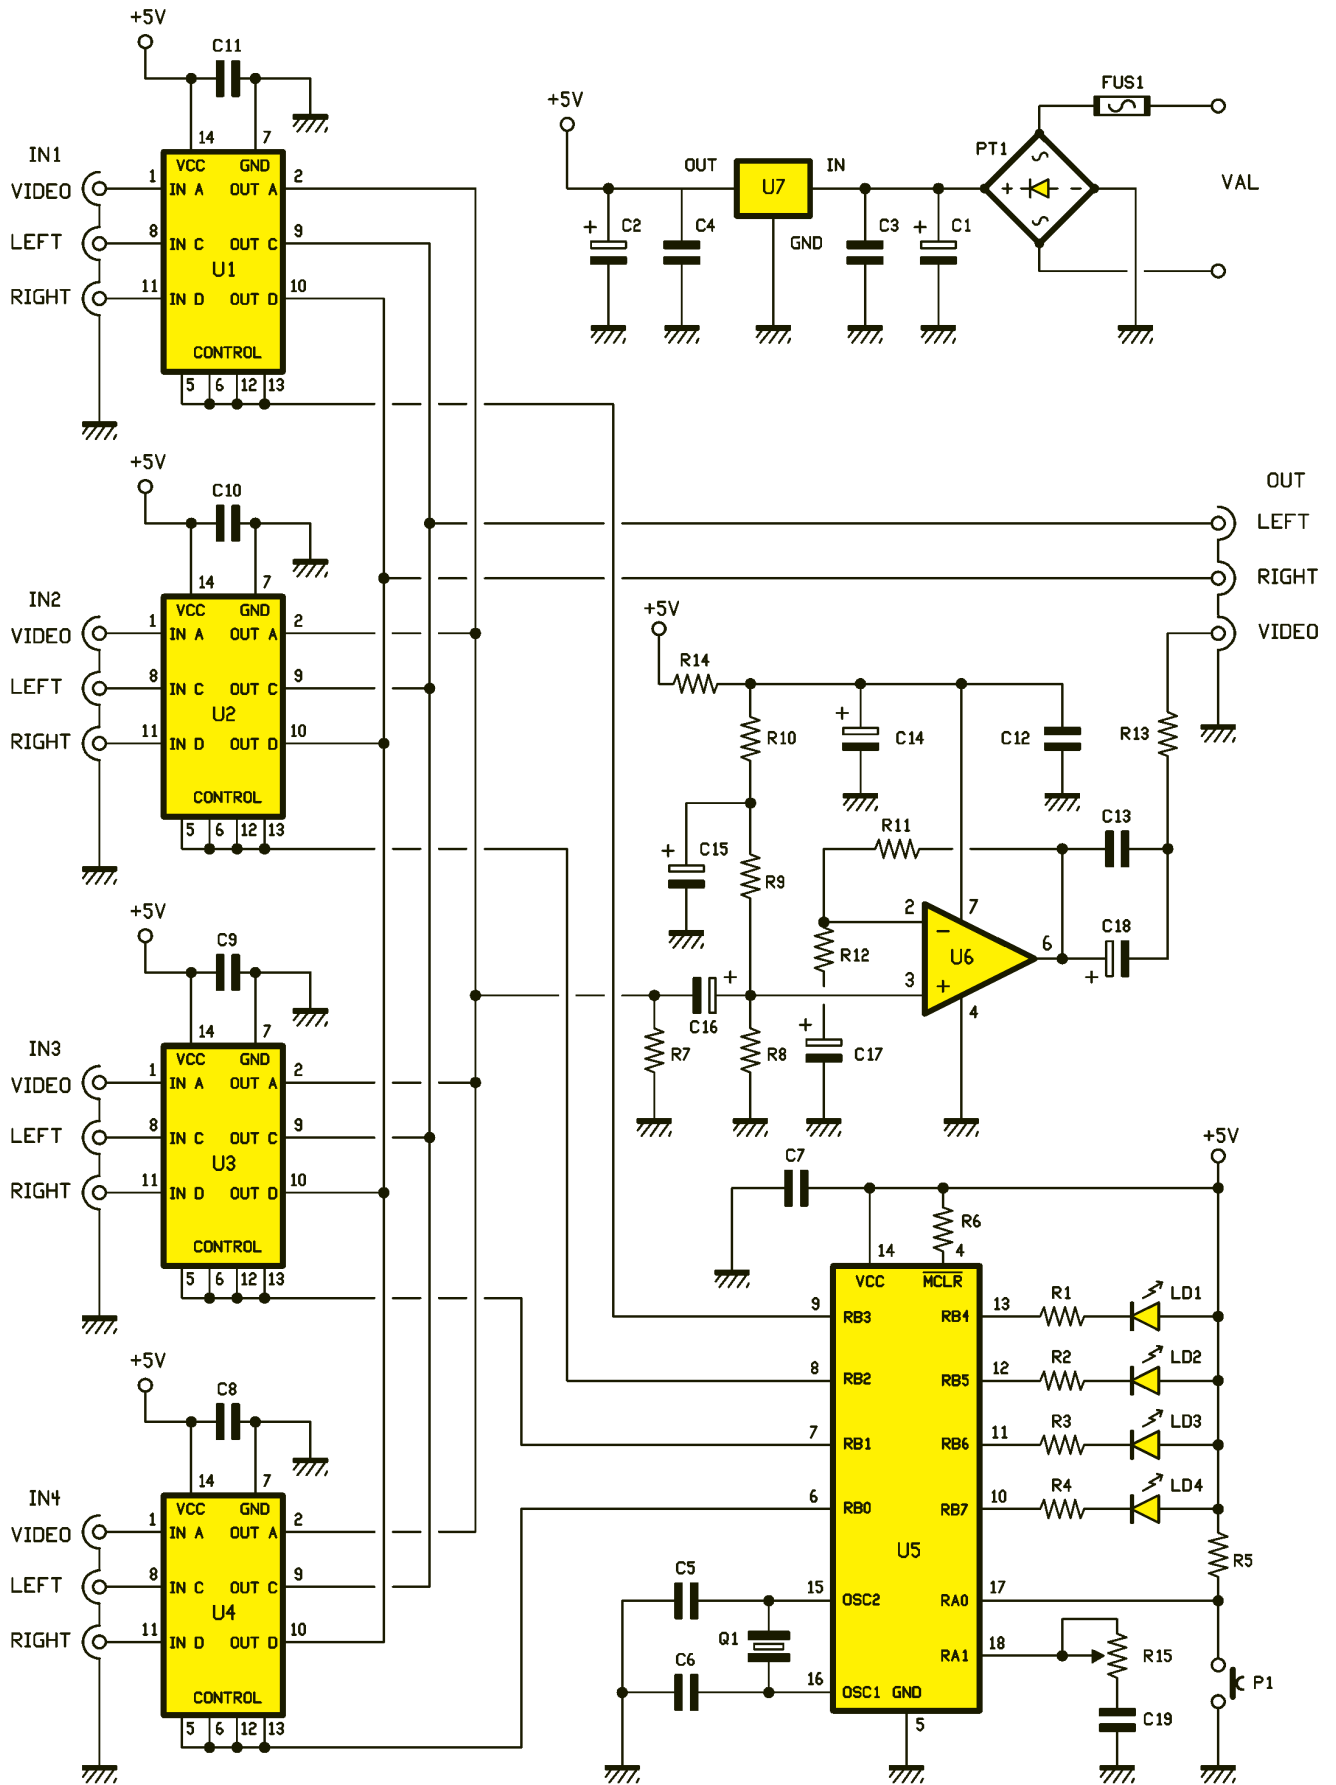 +5V
C11
14
7
IN1
VCC GND
VIDEO
1
IN A OUT A
2
LEFT
8
IN C OUT C
9
U1
RIGHT
11
IN D OUT D
10
CONTROL
5 6 12 13
+5V
C10
14
7
IN2
VCC GND
VIDEO
1
IN A OUT A
2
LEFT
8
IN C OUT C
9
U2
RIGHT
11
IN D OUT D
10
CONTROL
5 6 12 13
+5V
C9
14
7
IN3
VCC GND
VIDEO
1
IN A OUT A
2
LEFT
8
IN C OUT C
9
U3
RIGHT
11
IN D OUT D
10
CONTROL
5 6 12 13
+5V
C8
14
7
IN4
VCC GND
VIDEO
1
IN A OUT A
2
LEFT
8
IN C OUT C
9
U4
RIGHT
11
IN D OUT D
10
CONTROL
5 6 12 13
+5V
FUS1
PT1
OUT
U7
IN
+ -
VAL
+ C2
C4
GND
C3
+ C1
OUT
LEFT
RIGHT
VIDEO
+5V
R14
R10
+ C14
C12
R13
R11
C13
+ C15
R9
2
7
-
U6
6
C18
+
R12
3
+
4
+
C16
R7
R8
+
C17
+5V
C7
R6
14
4
VCC MCLR
9
RB3
RB4
13
R1
LD1
8
RB2
RB5
12
R2
LD2
7
RB1
RB6
11
R3
LD3
6
RB0
RB7
10
R4
LD4
U5
R5
C5
15
OSC2
RA0
17
Q1
RA1
18
R15
C6
16
OSC1 GND
P1
5
C19